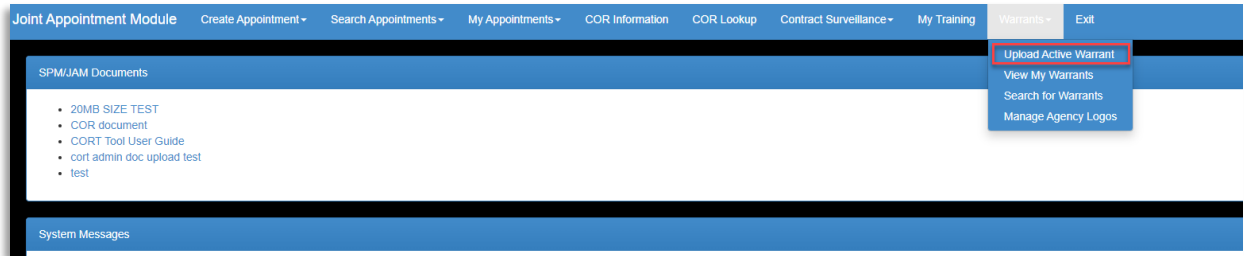 Joint Appointment Module Create Appointment Search Appointments My Appointments COR Information COR Lookup Contract Surveillance My Training Warrants Exit
Upload Active Warrant
View My Warrants
Search for Warrants
Manage Agency Logos
SPM/JAM Documents
20MB SIZE TEST
COR document
CORT Tool User Guide
cort admin doc upload test
test
System Messages